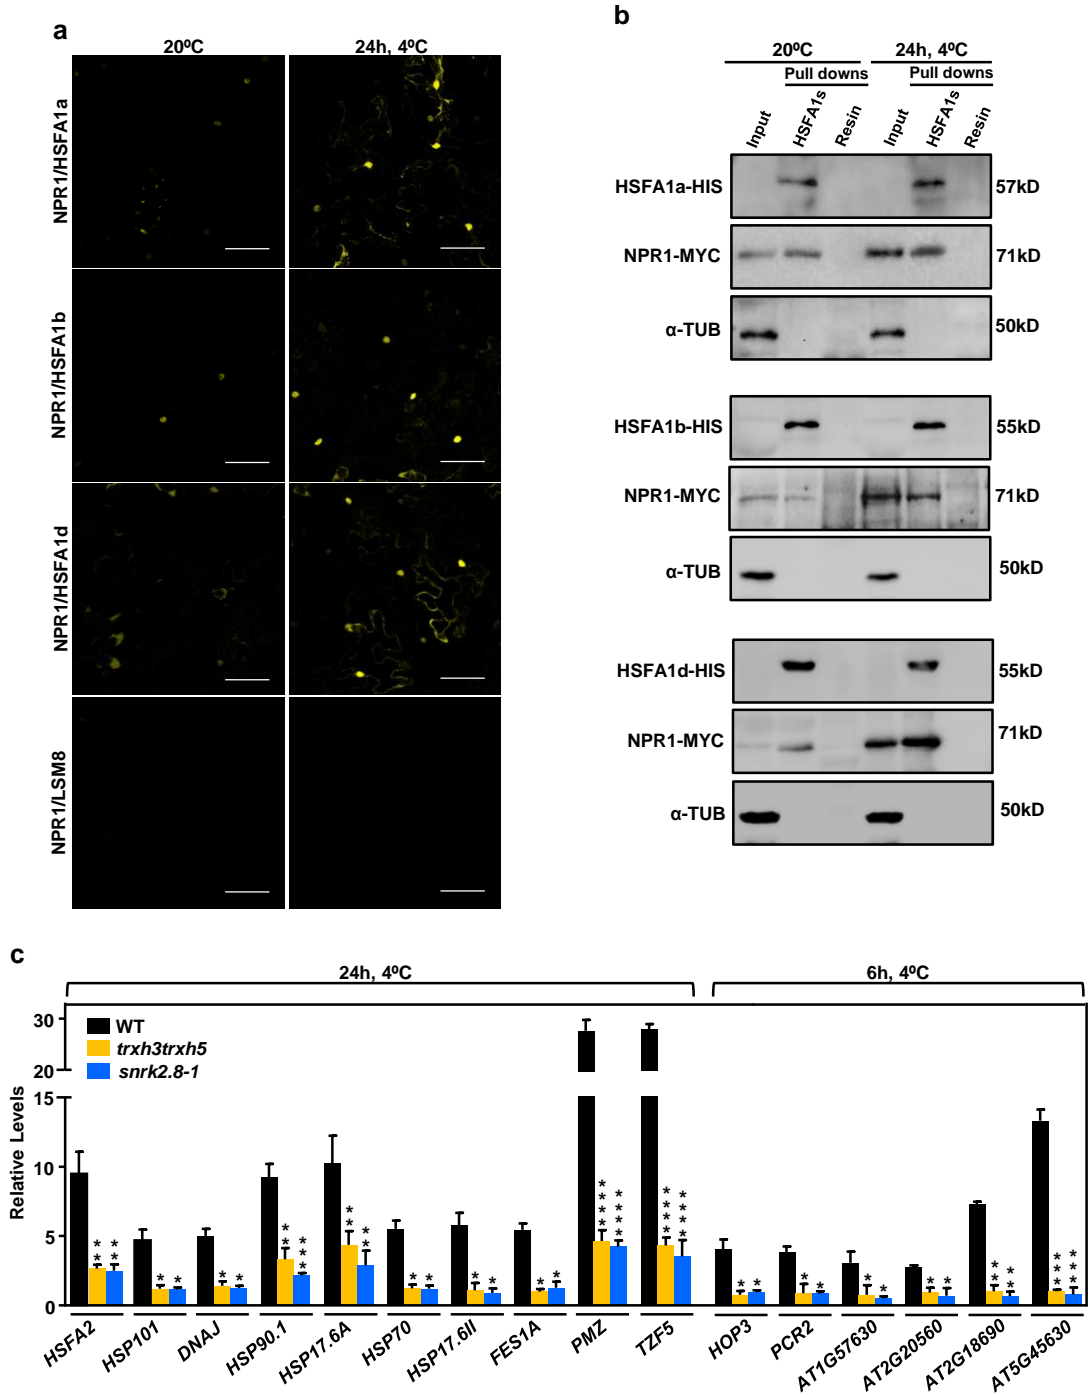 a
20ºC
24h, 4ºC
NPR1/HSFA1a
NPR1/HSFA1b
NPR1/HSFA1d
NPR1/LSM8
b
20ºC
24h, 4ºC
Pull downs
Pull downs
Input
HSFA1s
Resin
Input
HSFA1s
Resin
HSFA1a-HIS
57kD
NPR1-MYC
71kD
α-TUB
50kD
HSFA1b-HIS
55kD
NPR1-MYC
71kD
α-TUB
50kD
HSFA1d-HIS
55kD
NPR1-MYC
71kD
α-TUB
50kD
c
24h, 4ºC
6h, 4ºC
WT
trxh3trxh5
snrk2.8-1
Relative Levels
30
20
15
10
5
0
HSFA2
HSP101
DNAJ
HSP90.1
HSP17.6A
HSP70
HSP17.6II
FES1A
PMZ
TZF5
HOP3
PCR2
AT1G57630
AT2G20560
AT2G18690
AT5G45630